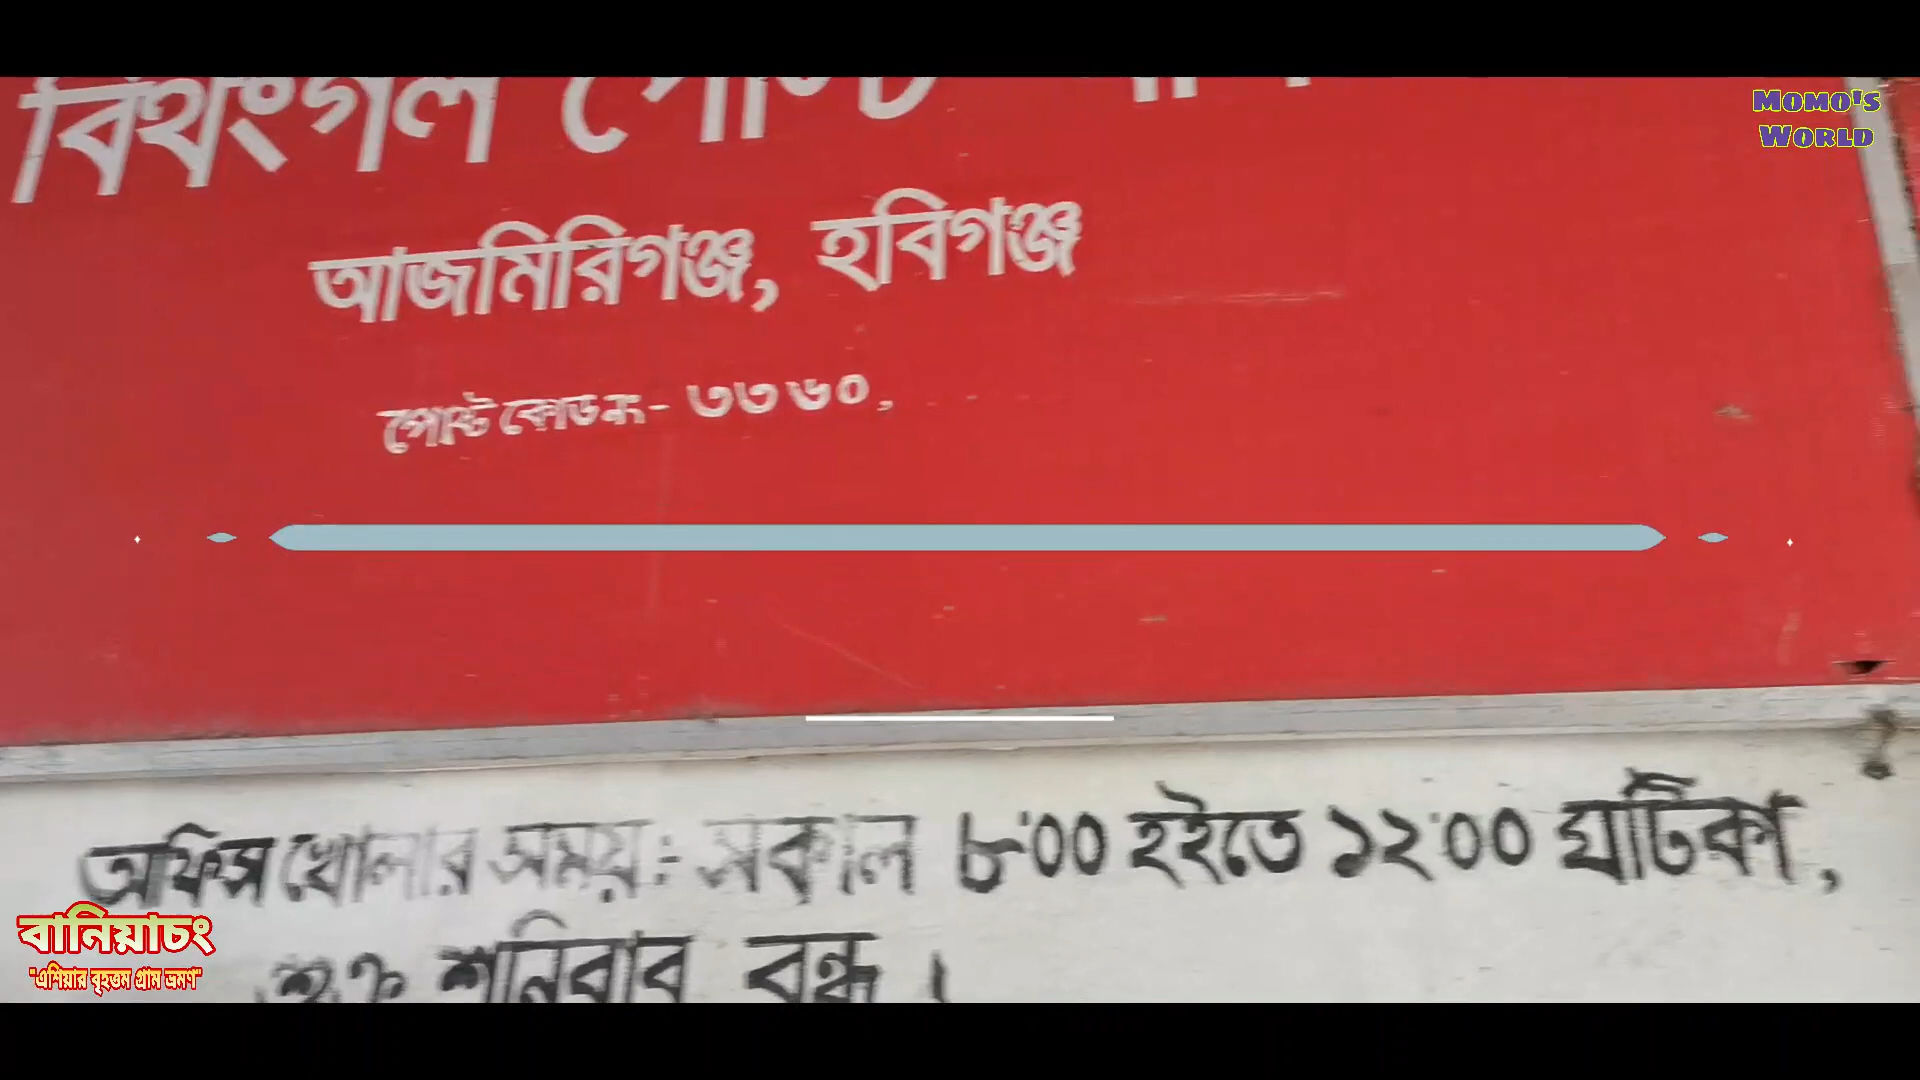 বিথংগল পোস্ট
Momo's
World
আজমিরিগঞ্জ, হবিগঞ্জ
পোস্ট কোড নং- ৩৩৬০,
অফিস খোলার সময়: সকাল ৮:০০ হইতে ১২:০০ ঘটিকা,
শুক্র শনিবার বন্ধ।
বানিয়াচং
"এশিয়ার বৃহত্তম গ্রাম ভ্রমণ"